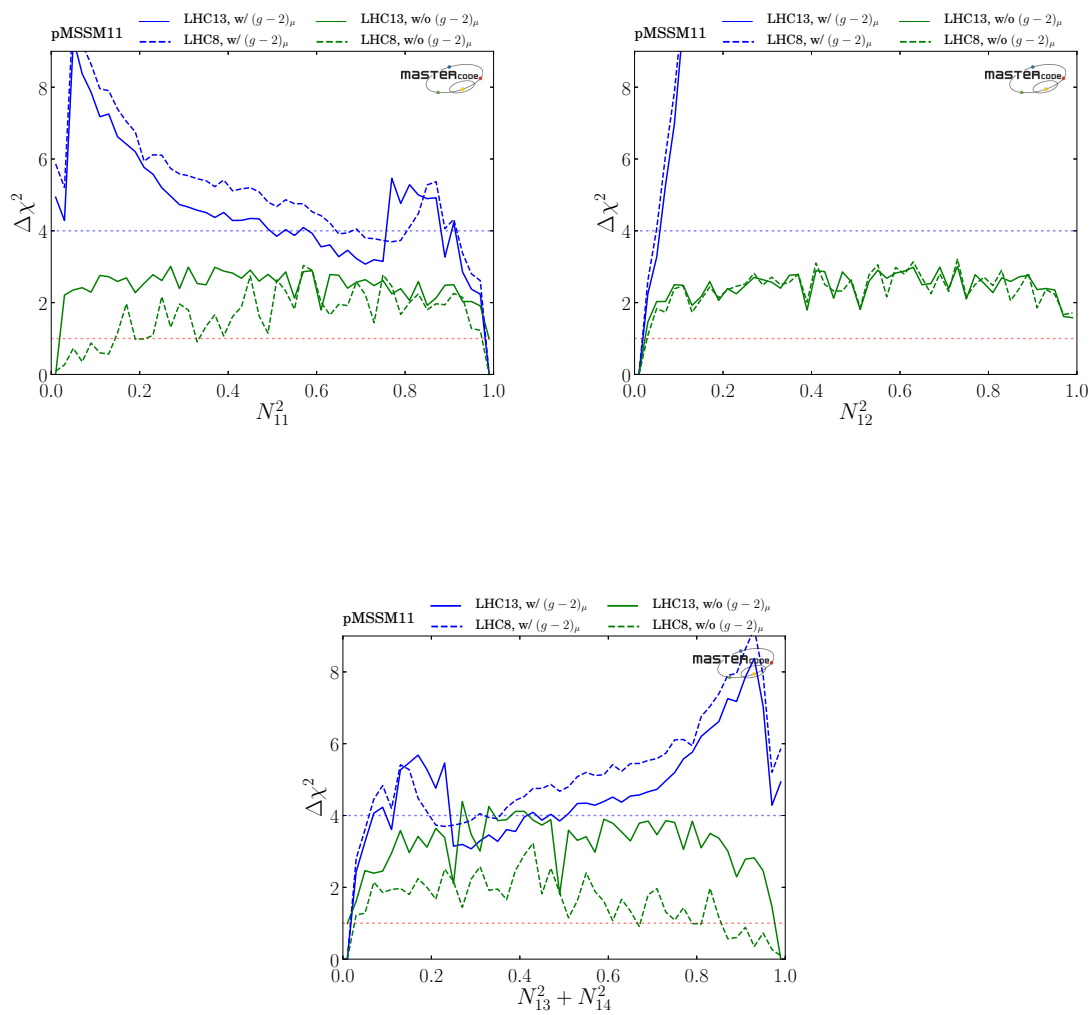 pMSSM11
LHC13, w/ (g − 2)μ
LHC13, w/o (g − 2)μ
LHC8, w/ (g − 2)μ
LHC8, w/o (g − 2)μ
MASTERCODE
Δχ²
8
6
4
2
0
0.0 0.2 0.4 0.6 0.8 1.0
N²₁₁
pMSSM11
LHC13, w/ (g − 2)μ
LHC13, w/o (g − 2)μ
LHC8, w/ (g − 2)μ
LHC8, w/o (g − 2)μ
MASTERCODE
Δχ²
8
6
4
2
0
0.0 0.2 0.4 0.6 0.8 1.0
N²₁₂
pMSSM11
LHC13, w/ (g − 2)μ
LHC13, w/o (g − 2)μ
LHC8, w/ (g − 2)μ
LHC8, w/o (g − 2)μ
MASTERCODE
Δχ²
8
6
4
2
0
0.0 0.2 0.4 0.6 0.8 1.0
N²₁₃ + N²₁₄